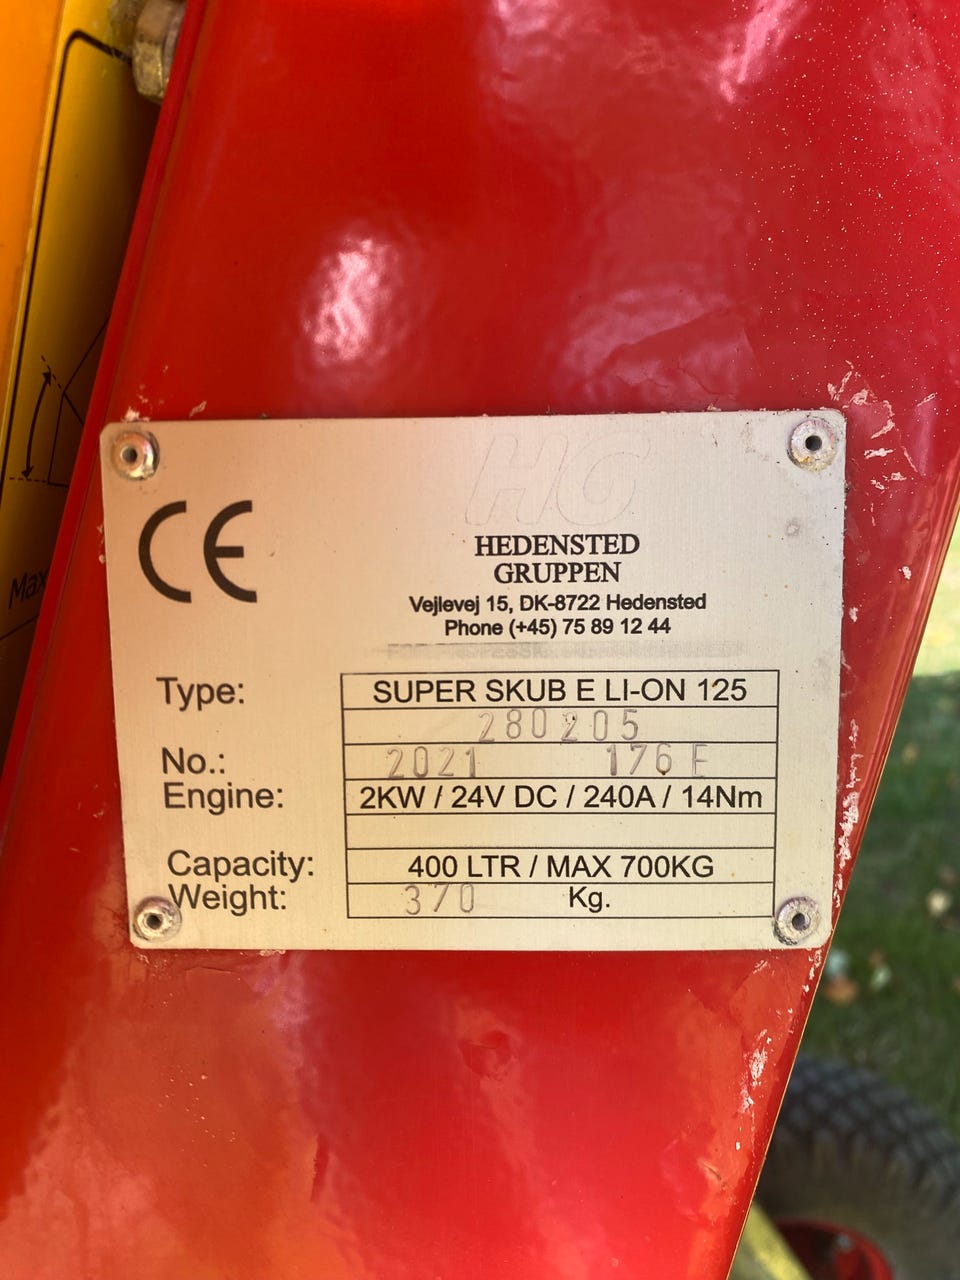 HG
HEDENSTED
GRUPPEN
Vejlevej 15, DK-8722 Hedensted
Phone (+45) 75 89 12 44
CE
Type: SUPER SKUB E LI-ON 125
280205
No.: 2021 176 E
Engine: 2KW / 24V DC / 240A / 14Nm
Capacity: 400 LTR / MAX 700KG
Weight: 370 Kg.
Max